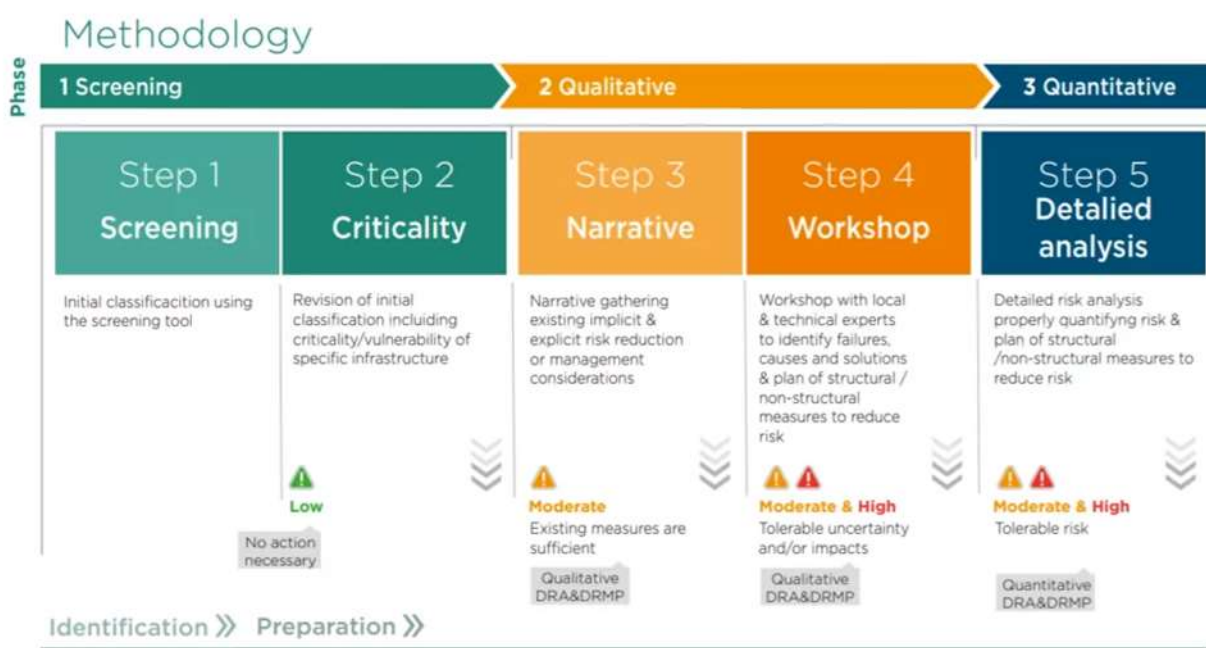 Methodology
Phase
1 Screening
2 Qualitative
3 Quantitative
Step 1
Screening
Step 2
Criticality
Step 3
Narrative
Step 4
Workshop
Step 5
Detalied
analysis
Initial classificacition using
the screening tool
Revision of initial
classification incluiding
criticality/vulnerability of
specific infrastructure
Narrative gathering
existing implicit &
explicit risk reduction
or management
considerations
Workshop with local
& technical experts
to identify failures,
causes and solutions
& plan of structural /
non-structural
measures to reduce
risk
Detailed risk analysis
properly quantifyng risk &
plan of structural
/non-structural measures to
reduce risk
Low
No action
necessary
Moderate
Existing measures are
sufficient
Qualitative
DRA&DRMP
Moderate & High
Tolerable uncertainty
and/or impacts
Qualitative
DRA&DRMP
Moderate & High
Tolerable risk
Quantitative
DRA&DRMP
Identification
Preparation